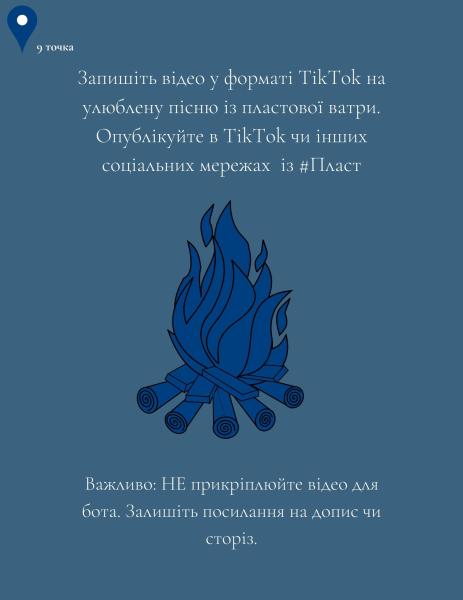 9 точка
Запишіть відео у форматі TikTok на
улюблену пісню із пластової ватри.
Опублікуйте в TikTok чи інших
соціальних мережах із #Пласт
Важливо: НЕ прикріплюйте відео для
бота. Залишіть посилання на допис чи
сторіз.